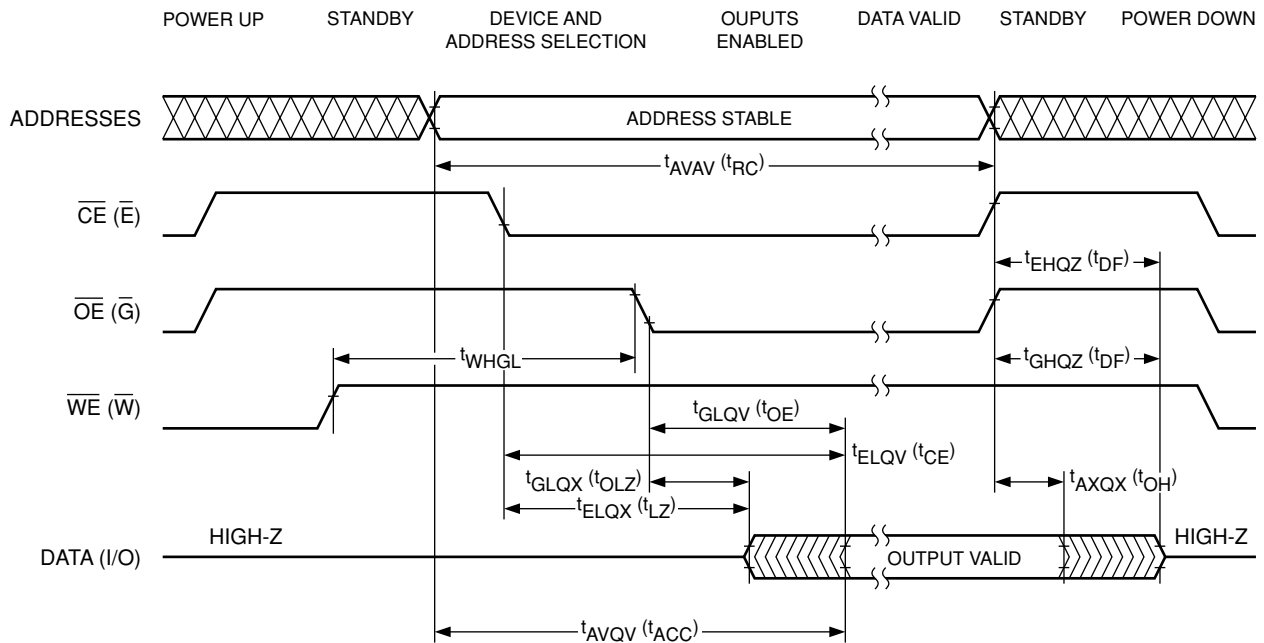 POWER UP STANDBY DEVICE AND ADDRESS SELECTION OUPUTS ENABLED DATA VALID STANDBY POWER DOWN
ADDRESSES ADDRESS STABLE
tAVAV (tRC)
CE (E)
tEHQZ (tDF)
OE (G)
tWHGL tGHQZ (tDF)
WE (W)
tGLQV (tOE)
tELQV (tCE)
tGLQX (tOLZ) tAXQX (tOH)
tELQX (tLZ)
HIGH-Z HIGH-Z
DATA (I/O) OUTPUT VALID
tAVQV (tACC)